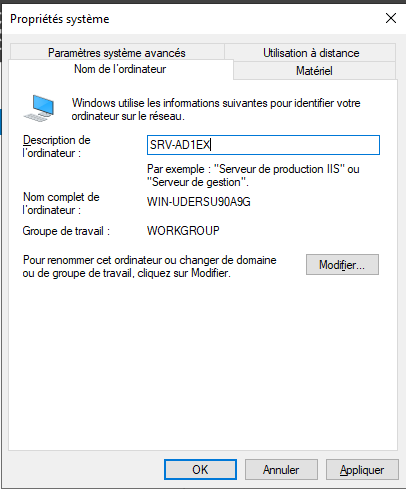 Propriétés système
Paramètres système avancés
Utilisation à distance
Nom de l'ordinateur
Matériel
Windows utilise les informations suivantes pour identifier votre
ordinateur sur le réseau.
Description de
l'ordinateur :
SRV-AD1EX
Par exemple : "Serveur de production IIS" ou
"Serveur de gestion".
Nom complet de
l'ordinateur :
WIN-UDERSU90A9G
Groupe de travail :
WORKGROUP
Pour renommer cet ordinateur ou changer de domaine
ou de groupe de travail, cliquez sur Modifier.
Modifier...
OK
Annuler
Appliquer